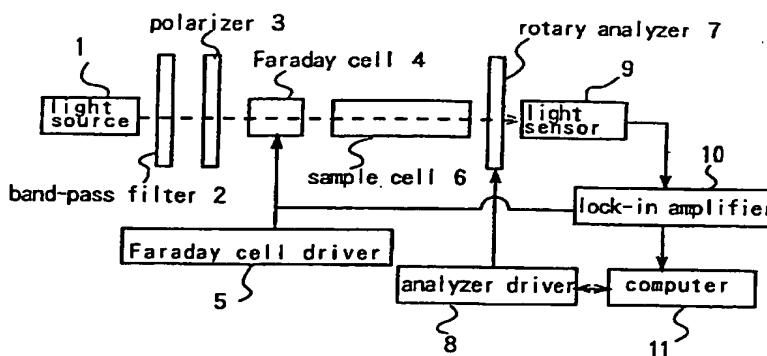 polarizer 3
rotary analyzer 7
1
Faraday cell 4
9
light
source
light
sensor
10
band-pass filter 2
sample cell 6
lock-in amplifier
Faraday cell driver
5
analyzer driver
computer
8
11